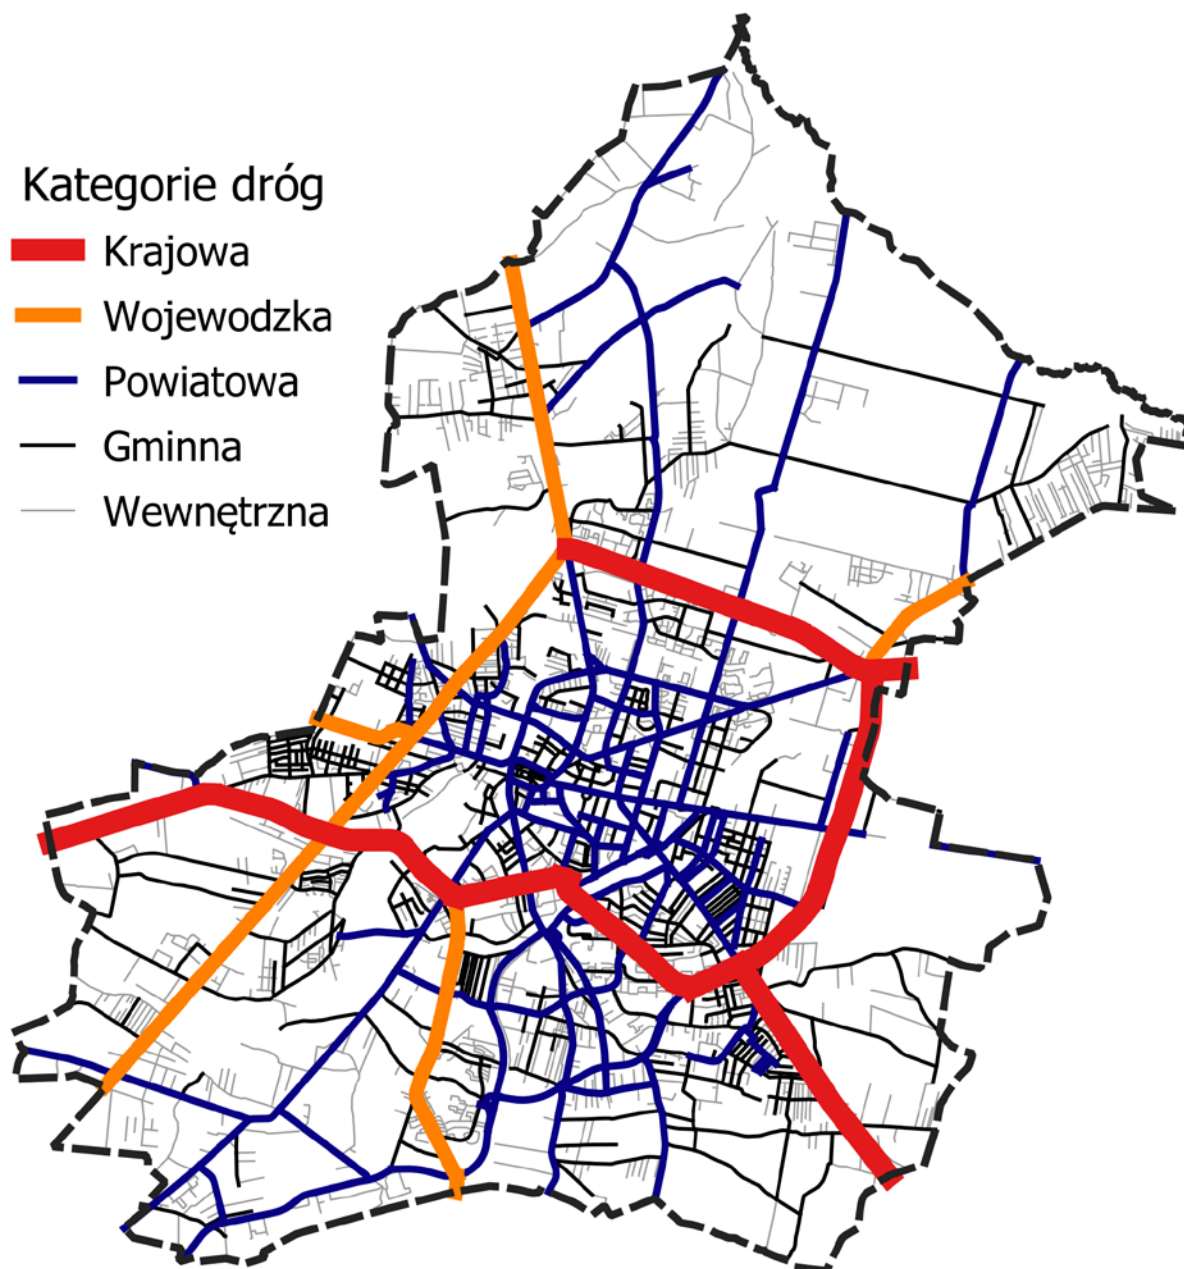 Kategorie dróg
Krajowa
Wojewodzka
Powiatowa
Gminna
Wewnętrzna